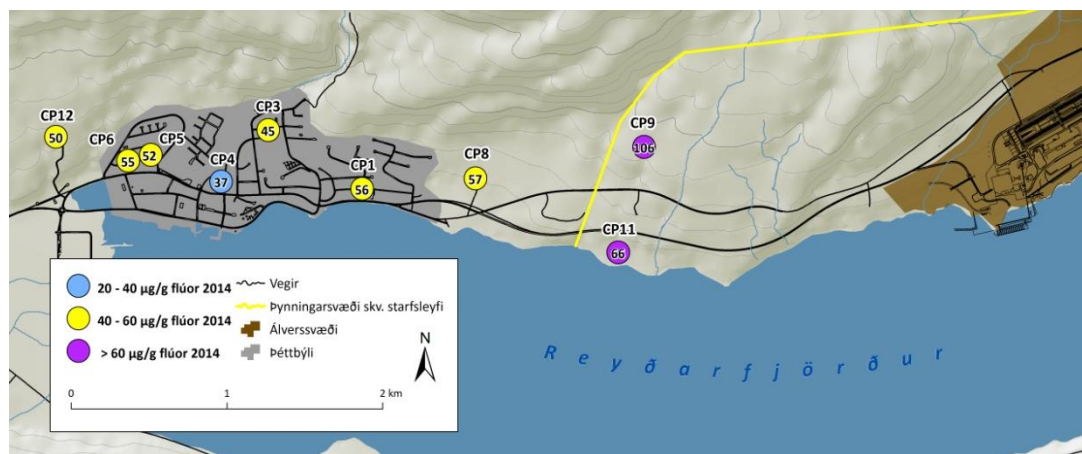 CP12
50
CP6
55
52
CP5
CP4
37
CP3
45
CP1
56
CP8
57
CP9
106
CP11
66
20 - 40 µg/g flúor 2014
40 - 60 µg/g flúor 2014
> 60 µg/g flúor 2014
Vegir
Þynningarsvæði skv. starfsleyfi
Álverssvæði
Þéttbýli
N
0 1 2 km
Reyðarfjörður